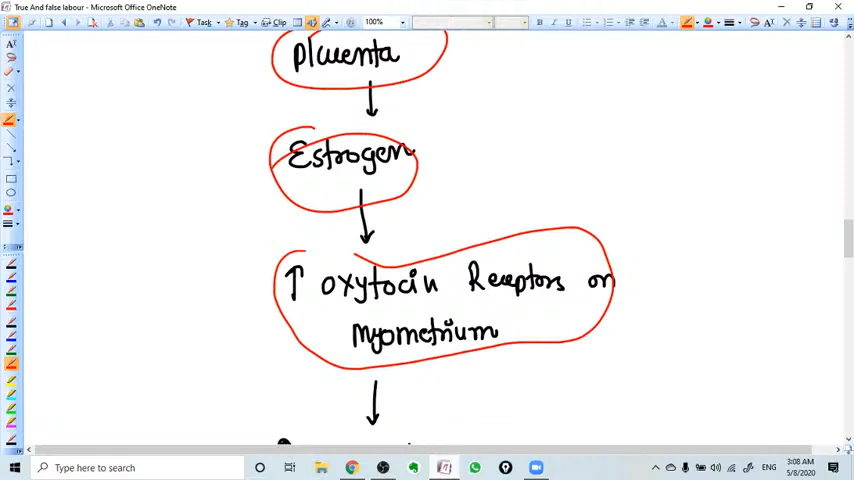 True And false labour - Microsoft Office OneNote
Task
Tag
Clip
100%
B I U
Placenta
Estrogen
↑ oxytocin Receptors on
Myometrium
Type here to search
ENG
3:08 AM
5/8/2020